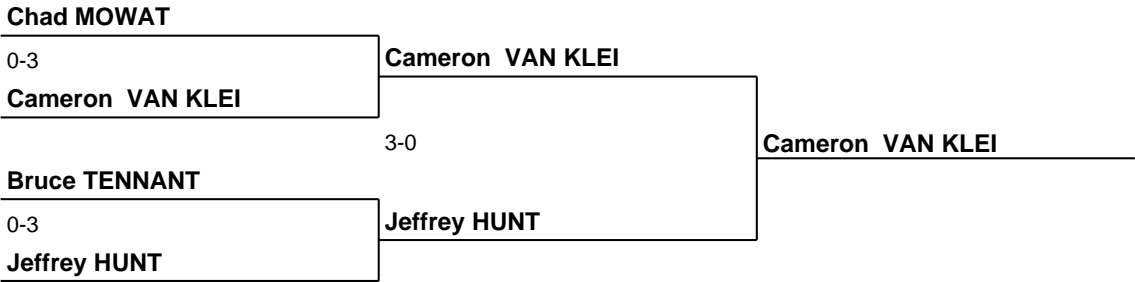 Chad MOWAT
0-3
Cameron  VAN KLEI
Cameron  VAN KLEI
3-0
Cameron  VAN KLEI
Bruce TENNANT
0-3
Jeffrey HUNT
Jeffrey HUNT